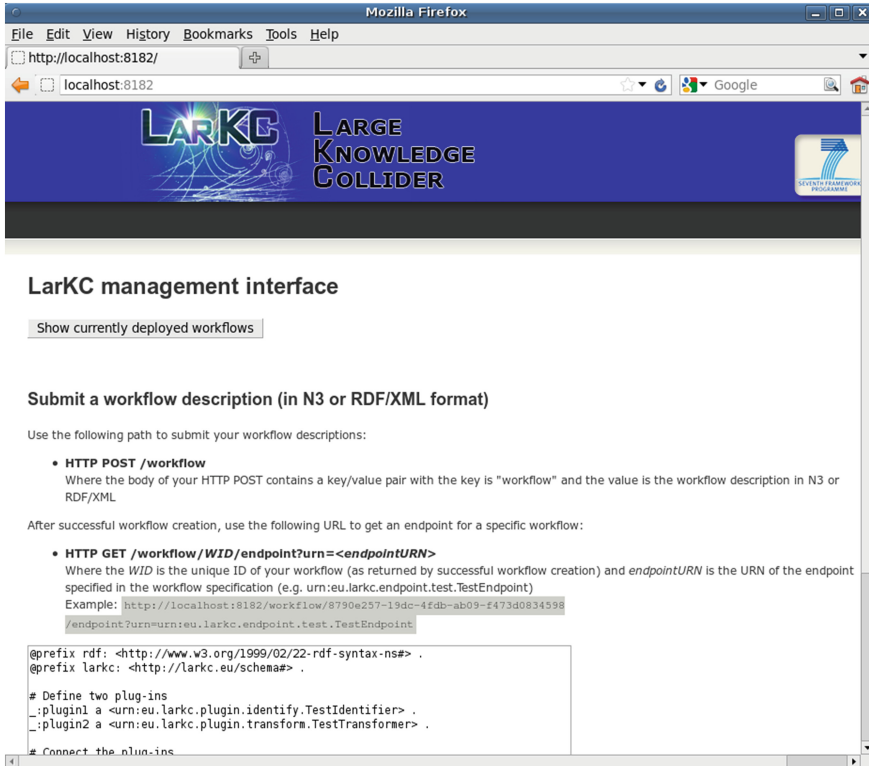 Mozilla Firefox
File Edit View History Bookmarks Tools Help
http://localhost:8182/
localhost:8182
Google
LARKC
LARGE
KNOWLEDGE
COLLIDER
7
SEVENTH FRAMEWORK
PROGRAMME
LarKC management interface
Show currently deployed workflows
Submit a workflow description (in N3 or RDF/XML format)
Use the following path to submit your workflow descriptions:
• HTTP POST /workflow
Where the body of your HTTP POST contains a key/value pair with the key is "workflow" and the value is the workflow description in N3 or
RDF/XML
After successful workflow creation, use the following URL to get an endpoint for a specific workflow:
• HTTP GET /workflow/WID/endpoint?urn=<endpointURN>
Where the WID is the unique ID of your workflow (as returned by successful workflow creation) and endpointURN is the URN of the endpoint
specified in the workflow specification (e.g. urn:eu.larkc.endpoint.test.TestEndpoint)
Example: http://localhost:8182/workflow/8790e257-19dc-4fdb-ab09-f473d0834598
/endpoint?urn=urn:eu.larkc.endpoint.test.TestEndpoint
@prefix rdf: <http://www.w3.org/1999/02/22-rdf-syntax-ns#> .
@prefix larkc: <http://larkc.eu/schema#> .
# Define two plug-ins
_:plugin1 a <urn:eu.larkc.plugin.identify.TestIdentifier> .
_:plugin2 a <urn:eu.larkc.plugin.transform.TestTransformer> .
# Connect the plug-ins